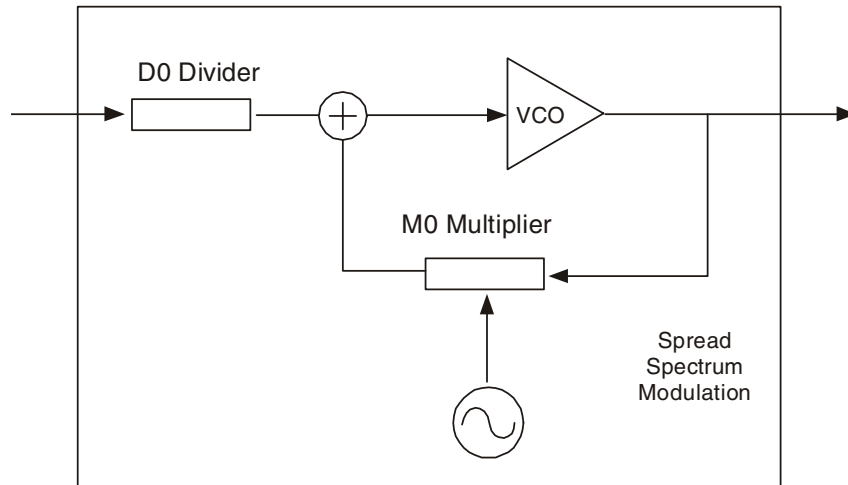 D0 Divider
VCO
M0 Multiplier
Spread
Spectrum
Modulation